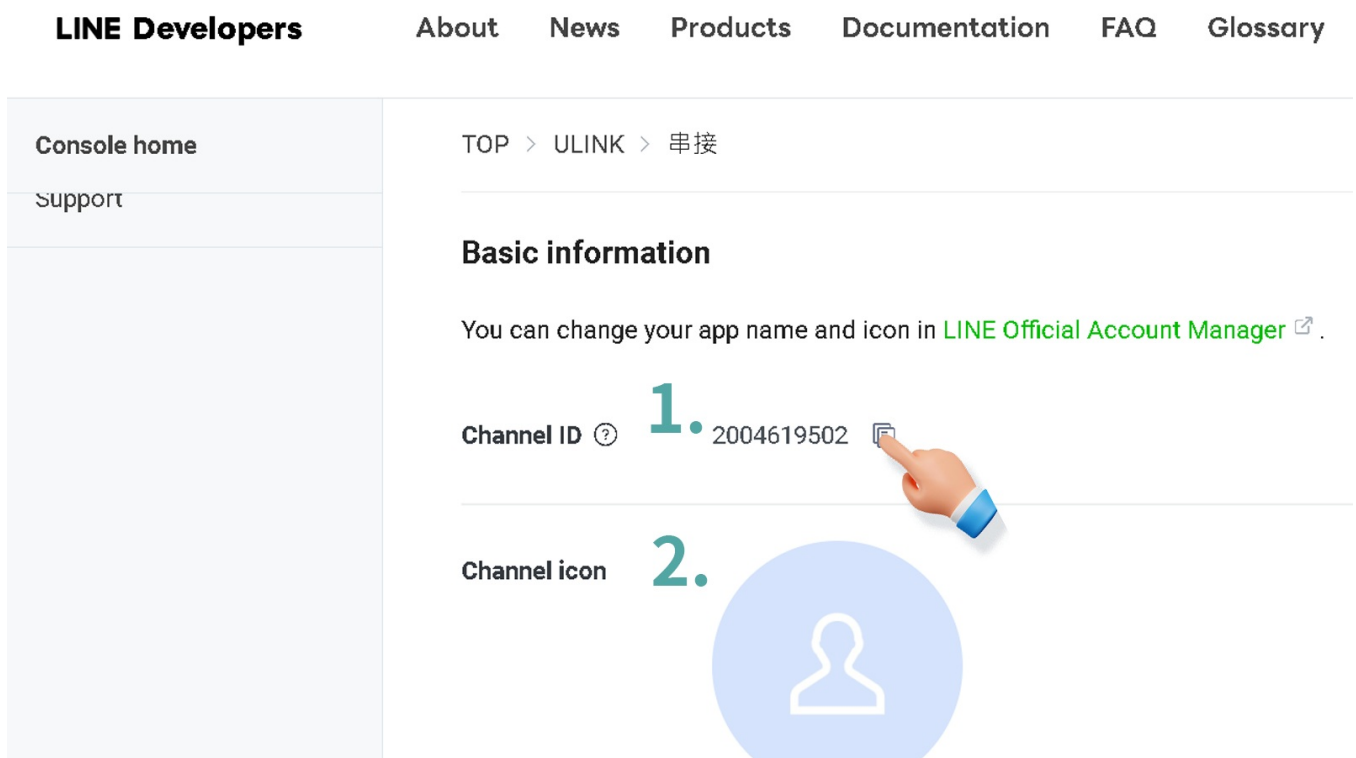 LINE Developers About News Products Documentation FAQ Glossary
Console home
Support
TOP > ULINK > 串接
Basic information
You can change your app name and icon in LINE Official Account Manager .
Channel ID ? 1. 2004619502
Channel icon 2.